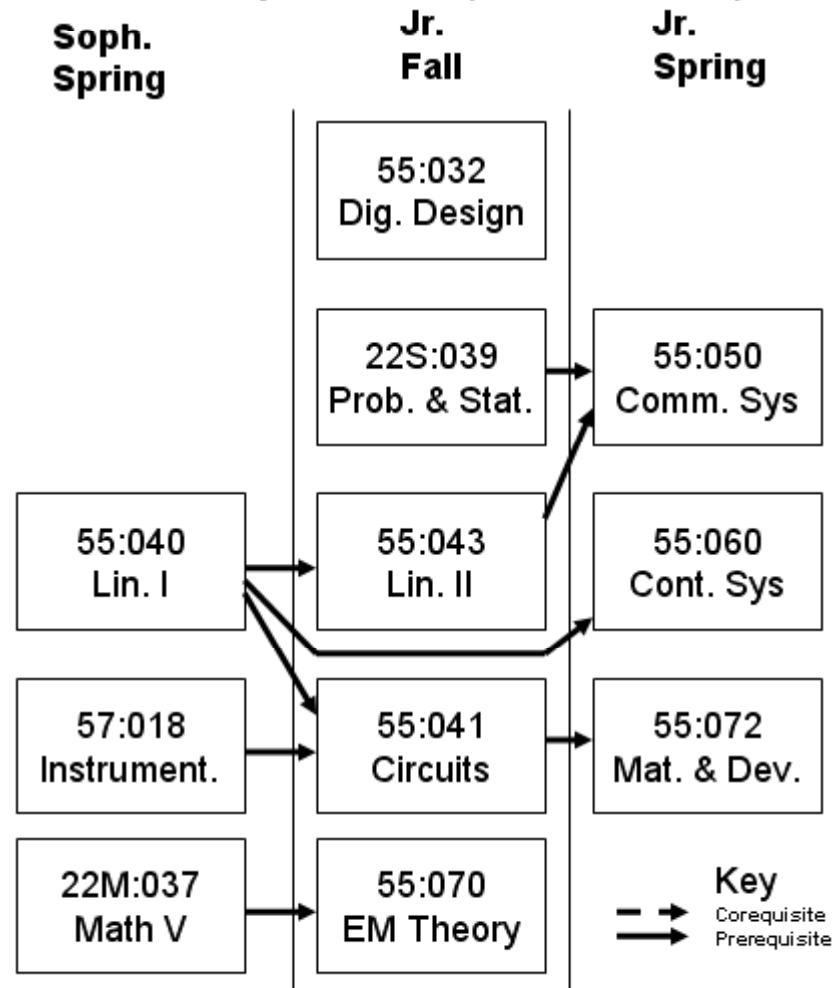 Soph.
Spring
Jr.
Fall
Jr.
Spring
55:032
Dig. Design
22S:039
Prob. & Stat.
55:050
Comm. Sys
55:040
Lin. I
55:043
Lin. II
55:060
Cont. Sys
57:018
Instrument.
55:041
Circuits
55:072
Mat. & Dev.
22M:037
Math V
55:070
EM Theory
Key
Corequisite
Prerequisite